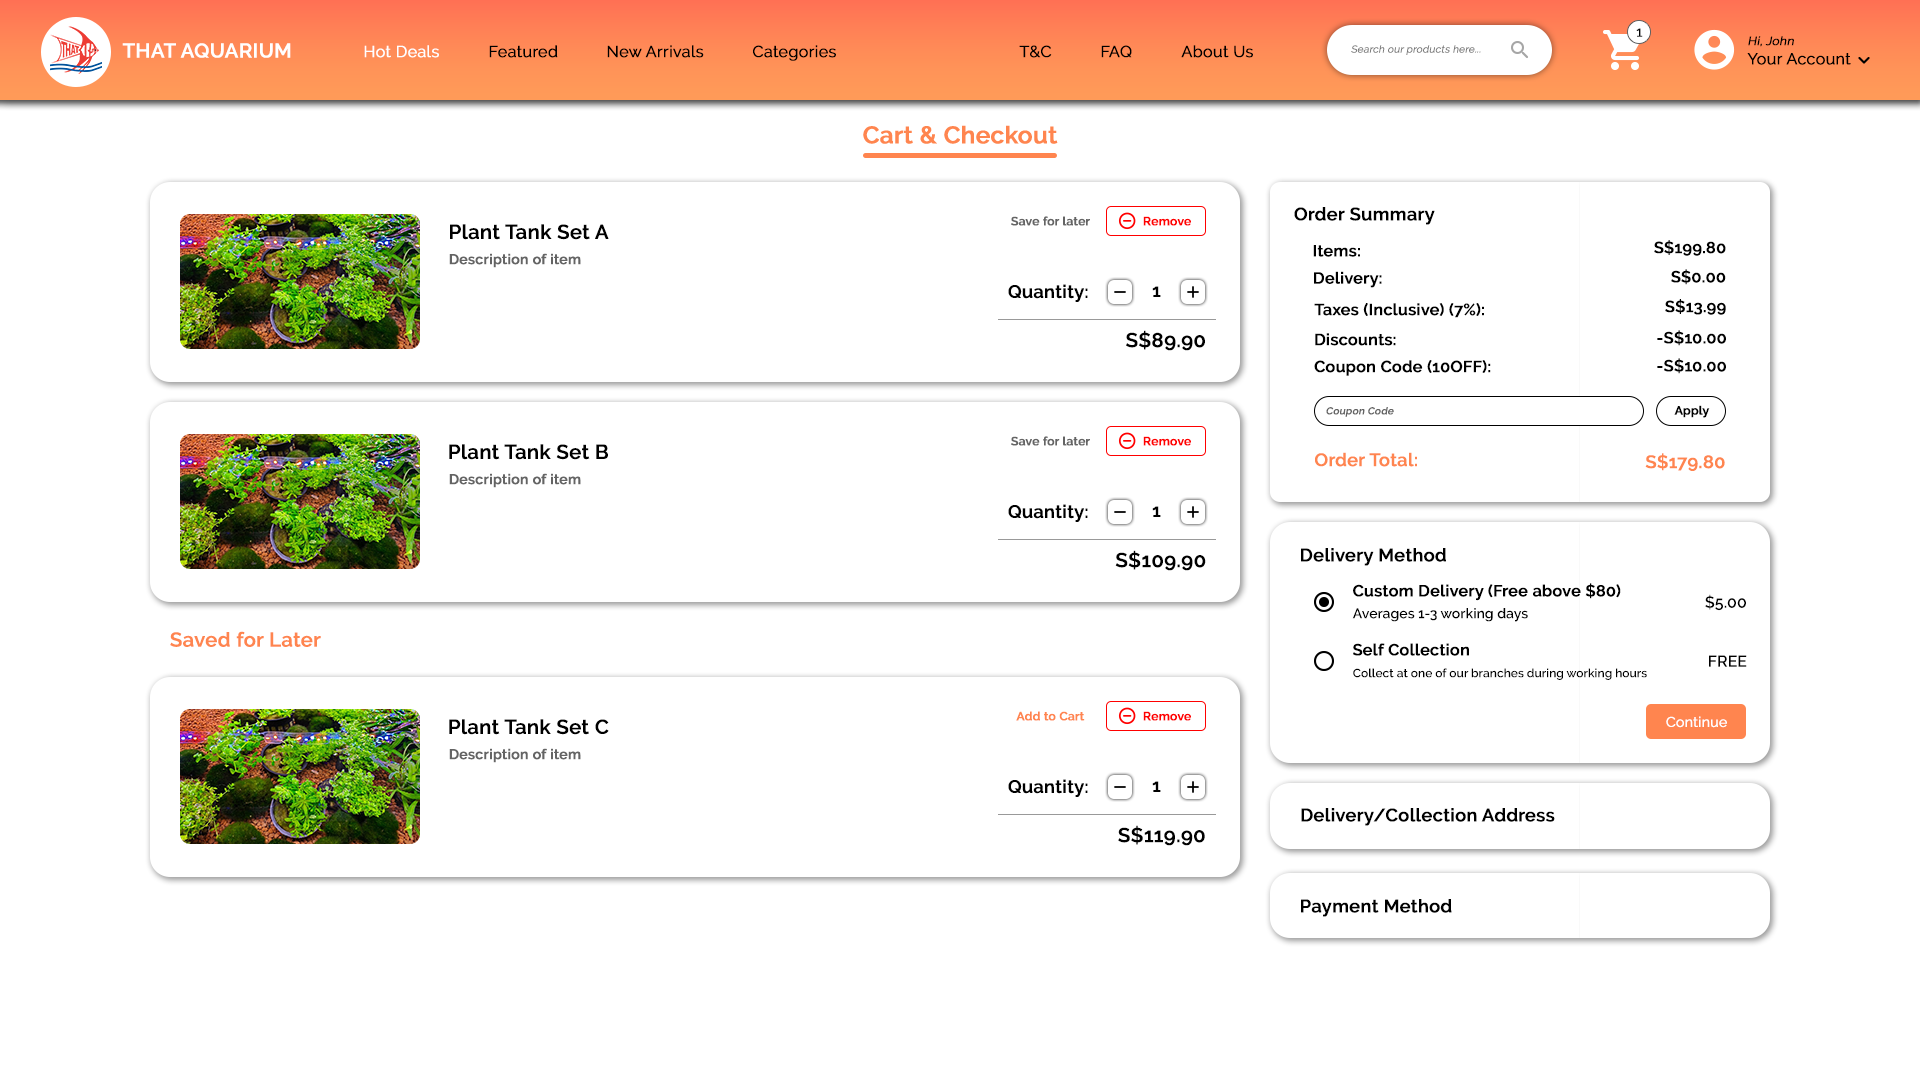 THAT AQUARIUM
Hot Deals
Featured
New Arrivals
Categories
T&C
FAQ
About Us
Search our products here...
1
Hi, John
Your Account
Cart & Checkout
Plant Tank Set A
Description of item
Save for later
Remove
Quantity:
1
S$89.90
Plant Tank Set B
Description of item
Save for later
Remove
Quantity:
1
S$109.90
Saved for Later
Plant Tank Set C
Description of item
Add to Cart
Remove
Quantity:
1
S$119.90
Order Summary
Items: S$199.80
Delivery: S$0.00
Taxes (Inclusive) (7%): S$13.99
Discounts: -S$10.00
Coupon Code (10OFF): -S$10.00
Coupon Code
Apply
Order Total: S$179.80
Delivery Method
Custom Delivery (Free above $80)
Averages 1-3 working days
$5.00
Self Collection
Collect at one of our branches during working hours
FREE
Continue
Delivery/Collection Address
Payment Method